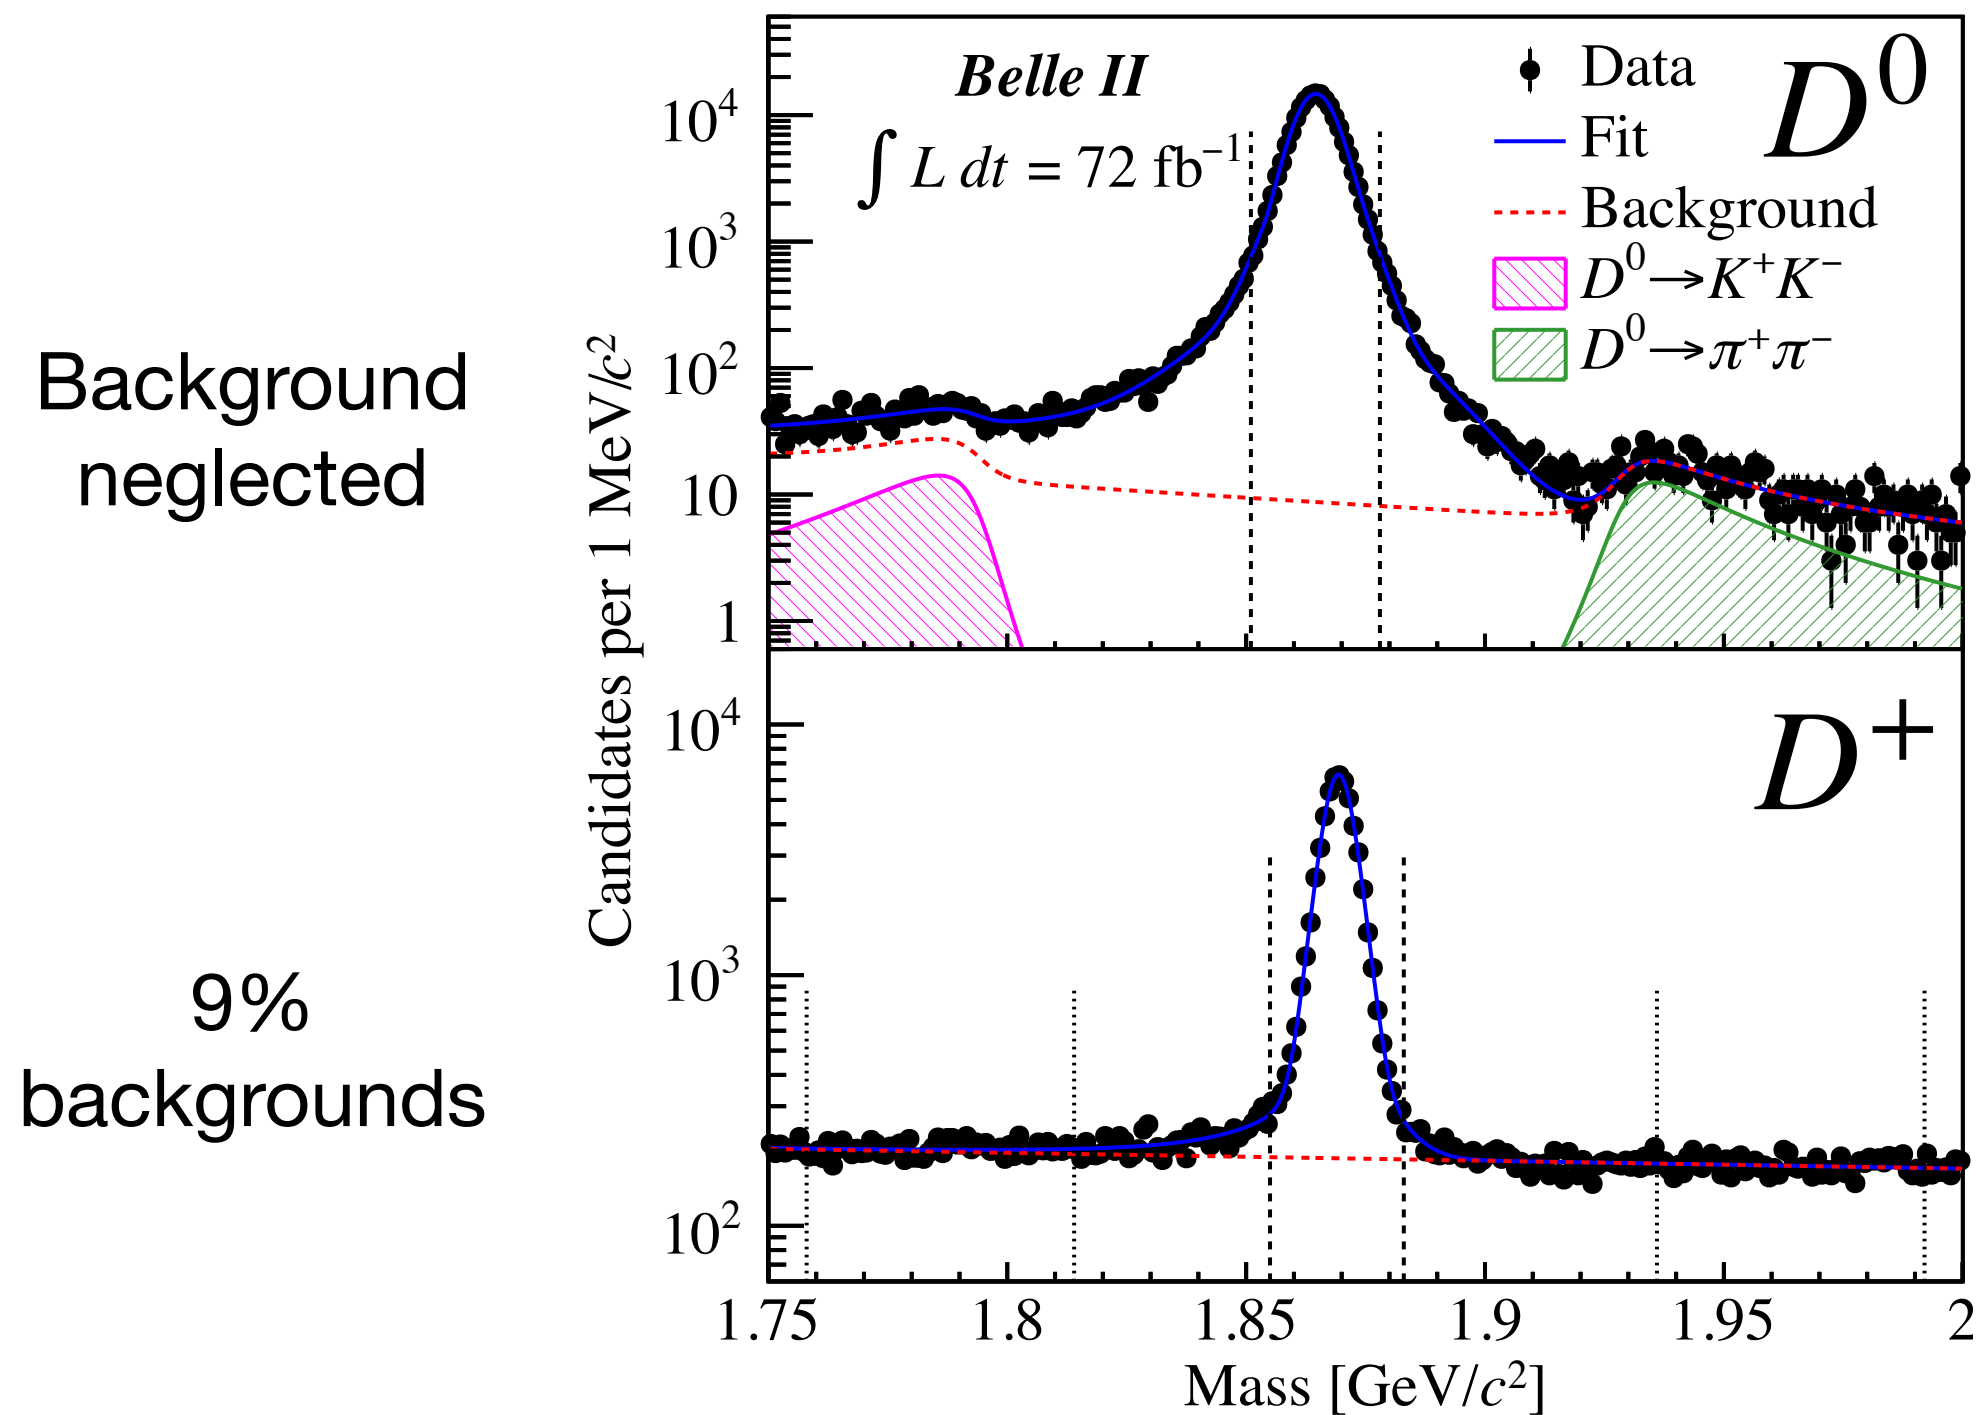 Background
neglected
9%
backgrounds
Candidates per 1 MeV/c²
Belle II
∫ L dt = 72 fb⁻¹
Data
Fit
Background
D⁰→K⁺K⁻
D⁰→π⁺π⁻
D⁰
10⁴
10³
10²
10
1
D⁺
10⁴
10³
10²
1.75 1.8 1.85 1.9 1.95 2
Mass [GeV/c²]